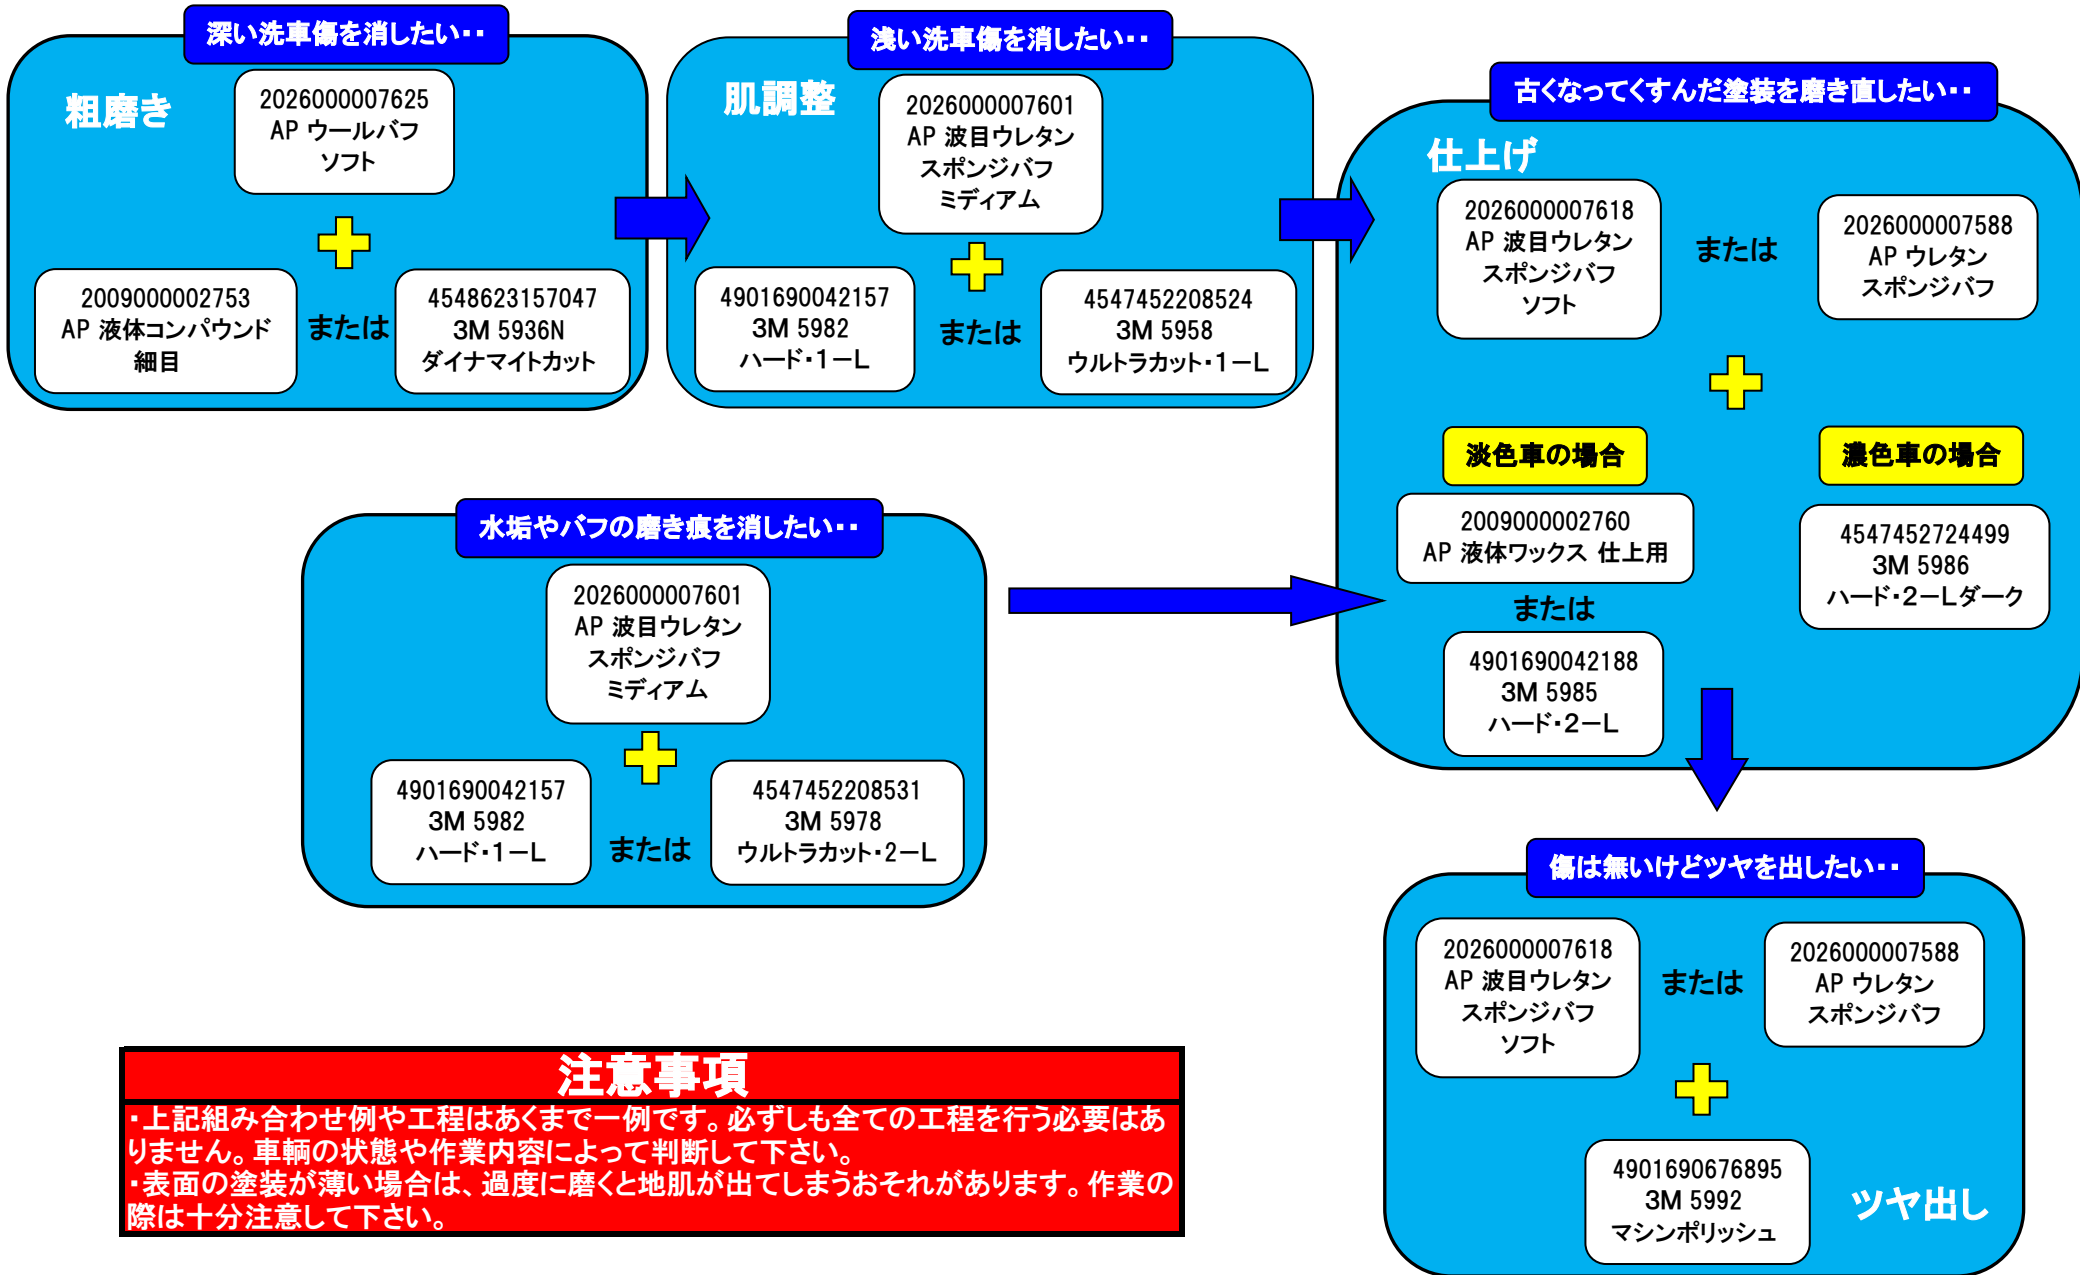 深い洗車傷を消したい‥
粗磨き
2026000007625
AP ウールバフ
ソフト
2009000002753
AP 液体コンパウンド
細目
または
4548623157047
3M 5936N
ダイナマイトカット
浅い洗車傷を消したい‥
肌調整
2026000007601
AP 波目ウレタン
スポンジバフ
ミディアム
4901690042157
3M 5982
ハード・1－L
または
4547452208524
3M 5958
ウルトラカット・1－L
古くなってくすんだ塗装を磨き直したい‥
仕上げ
2026000007618
AP 波目ウレタン
スポンジバフ
ソフト
または
2026000007588
AP ウレタン
スポンジバフ
淡色車の場合
2009000002760
AP 液体ワックス 仕上用
または
4901690042188
3M 5985
ハード・2－L
濃色車の場合
4547452724499
3M 5986
ハード・2－Lダーク
水垢やバフの磨き痕を消したい‥
2026000007601
AP 波目ウレタン
スポンジバフ
ミディアム
4901690042157
3M 5982
ハード・1－L
または
4547452208531
3M 5978
ウルトラカット・2－L
傷は無いけどツヤを出したい‥
2026000007618
AP 波目ウレタン
スポンジバフ
ソフト
または
2026000007588
AP ウレタン
スポンジバフ
4901690676895
3M 5992
マシンポリッシュ
ツヤ出し
注意事項
・上記組み合わせ例や工程はあくまで一例です。必ずしも全ての工程を行う必要はあ
りません。車輌の状態や作業内容によって判断して下さい。
・表面の塗装が薄い場合は、過度に磨くと地肌が出てしまうおそれがあります。作業の
際は十分注意して下さい。